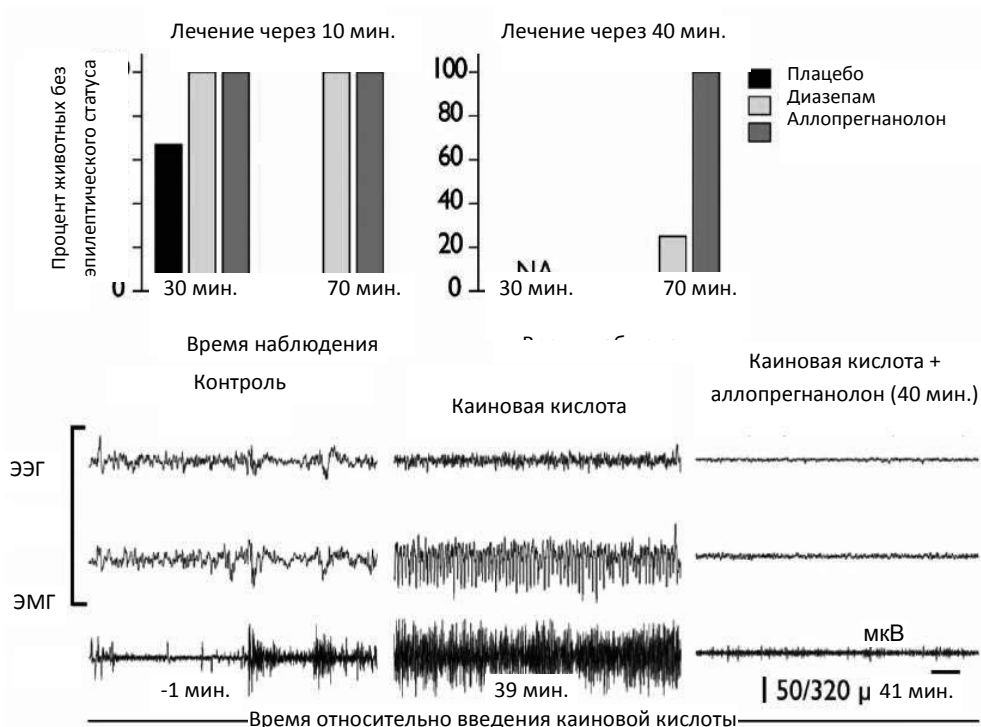 Лечение через 10 мин.
Лечение через 40 мин.
Процент животных без
эпилептического статуса
0
30 мин.
70 мин.
100
80
60
40
20
0
NA
30 мин.
70 мин.
Плацебо
Диазепам
Аллопрегнанолон
Время наблюдения
Контроль
Каиновая кислота
Каиновая кислота +
аллопрегнанолон (40 мин.)
ЭЭГ
ЭМГ
-1 мин.
39 мин.
мкВ
50/320 µ
41 мин.
Время относительно введения каиновой кислоты